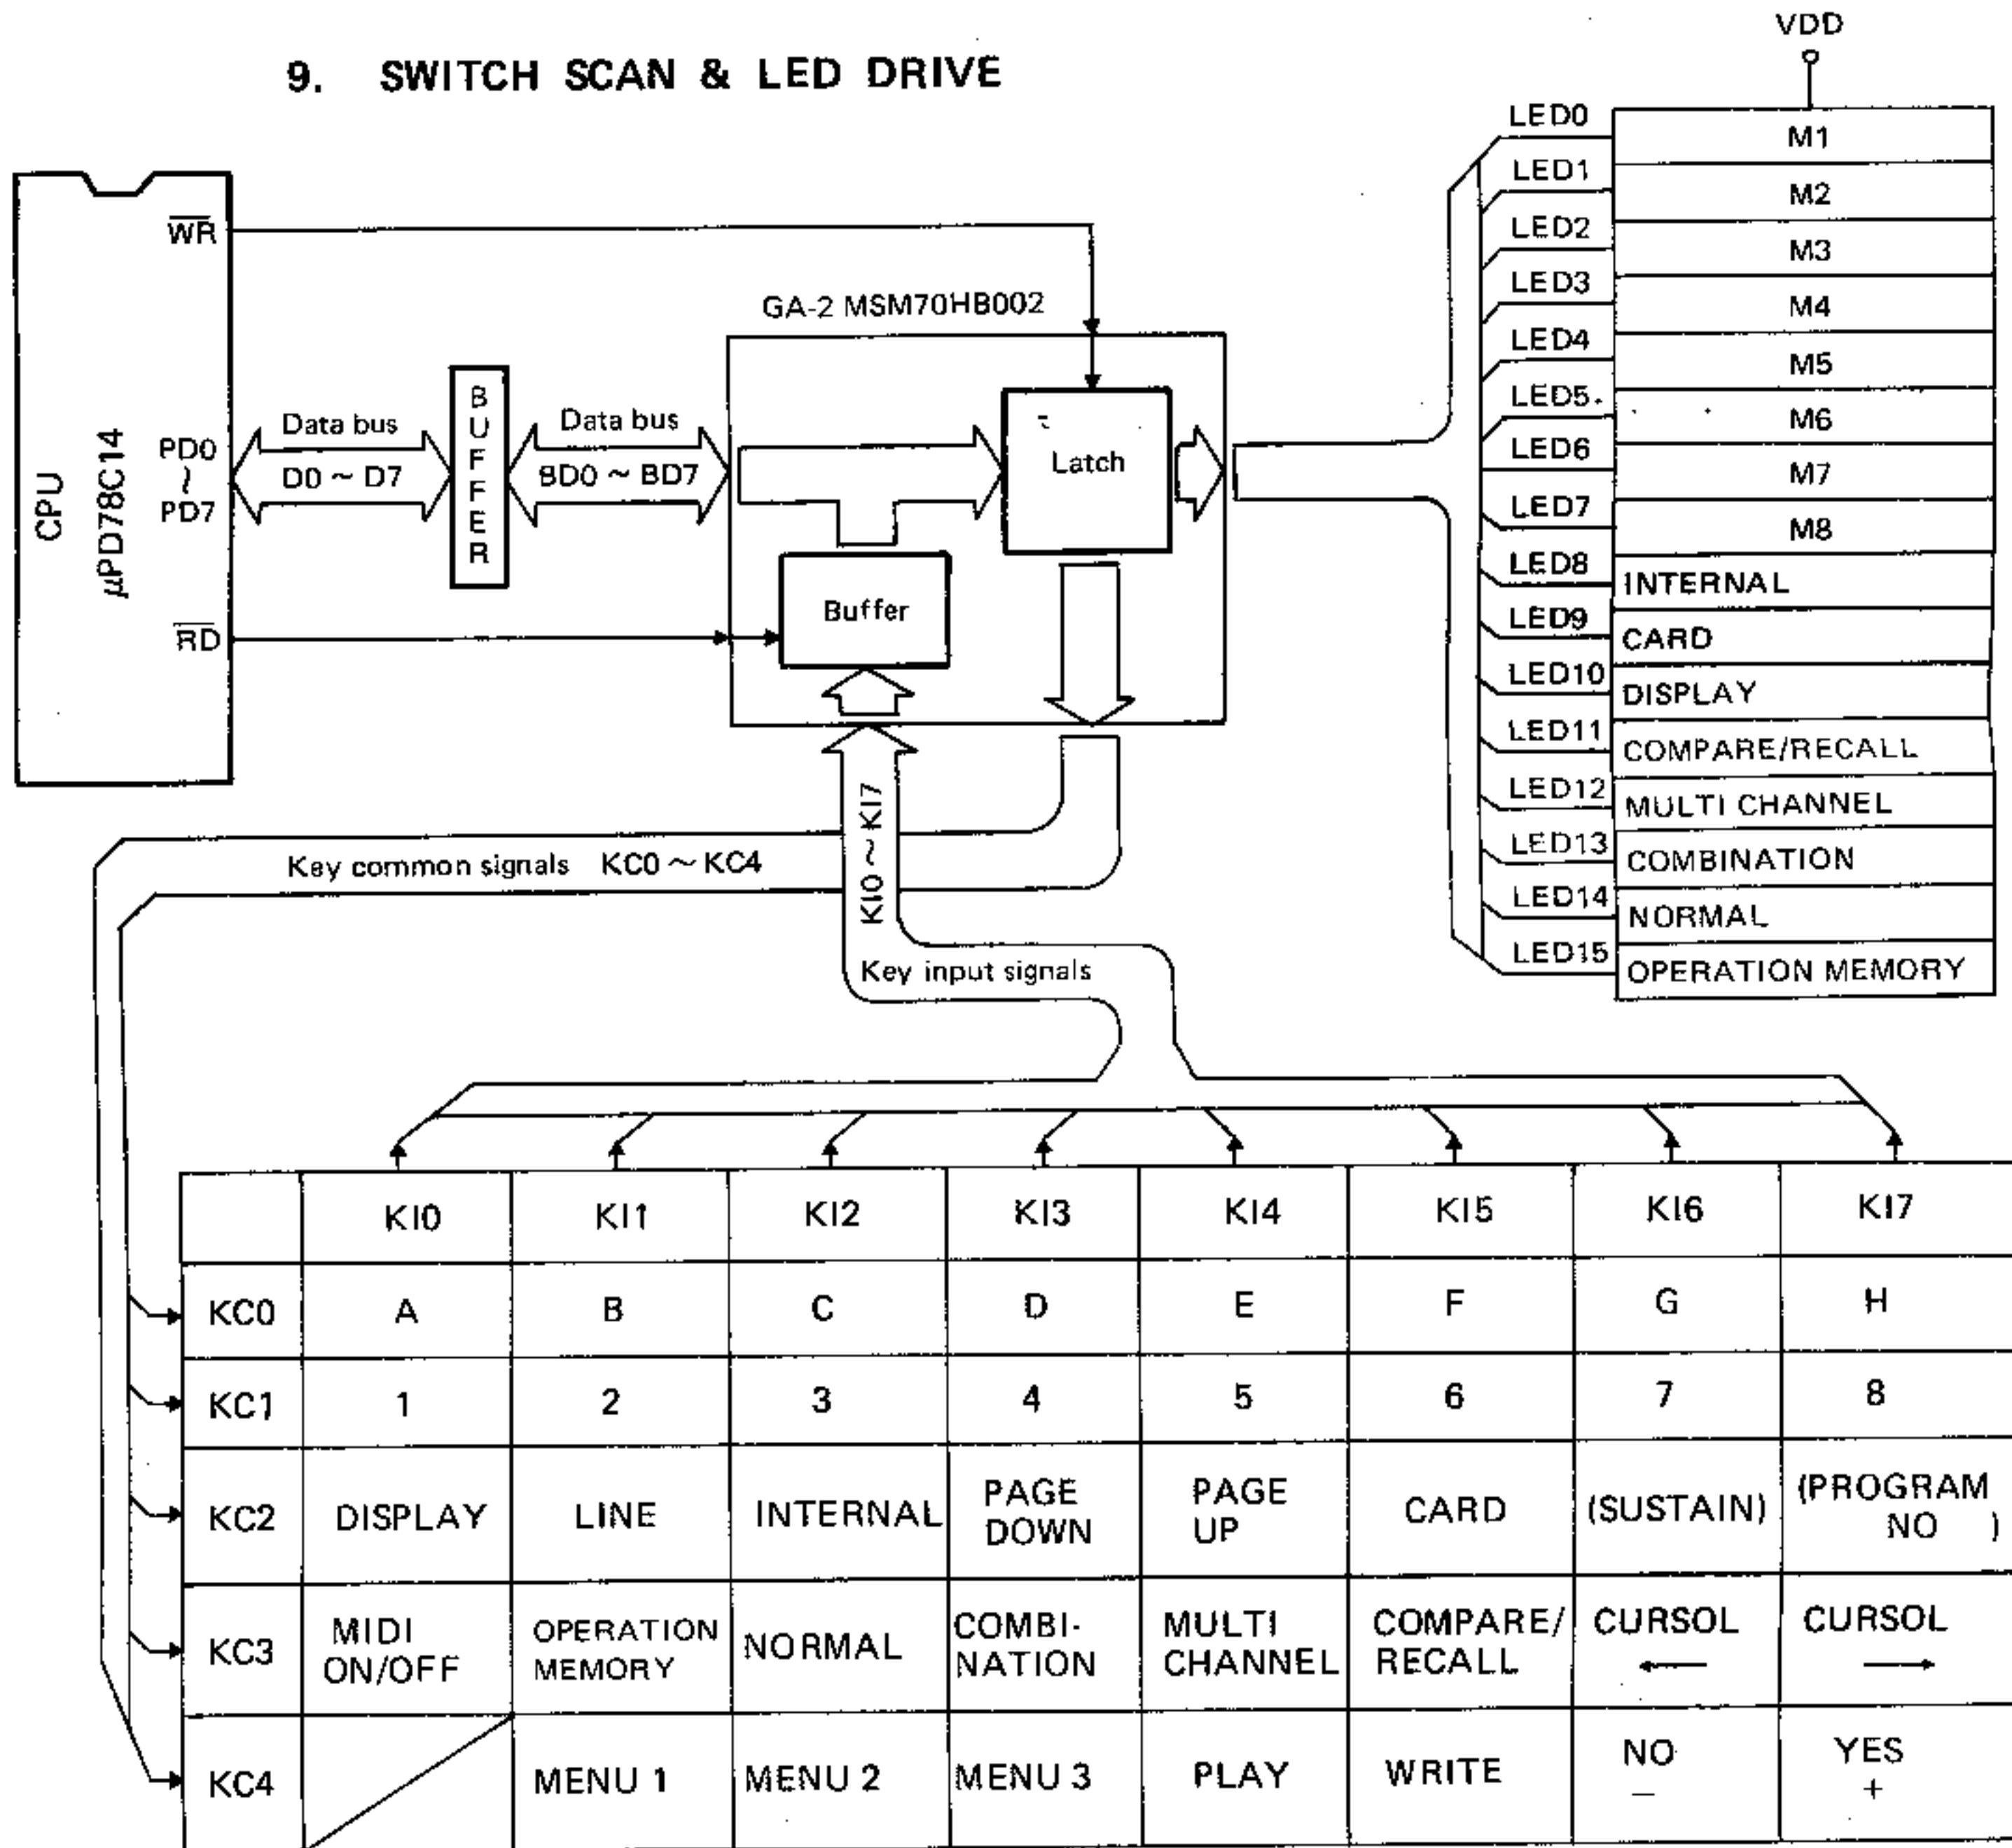 9. SWITCH SCAN & LED DRIVE
VDD
CPU
μPD78C14
WR
PD0
~
PD7
RD
Data bus
D0 ~ D7
BUFFER
Data bus
BD0 ~ BD7
GA-2 MSM70HB002
Latch
Buffer
LED0 M1
LED1 M2
LED2 M3
LED3 M4
LED4 M5
LED5 M6
LED6 M7
LED7 M8
LED8 INTERNAL
LED9 CARD
LED10 DISPLAY
LED11 COMPARE/RECALL
LED12 MULTI CHANNEL
LED13 COMBINATION
LED14 NORMAL
LED15 OPERATION MEMORY
Key common signals KC0 ~ KC4
KI0 ~ KI7
Key input signals
KI0 KI1 KI2 KI3 KI4 KI5 KI6 KI7
KC0 A B C D E F G H
KC1 1 2 3 4 5 6 7 8
KC2 DISPLAY LINE INTERNAL PAGE DOWN PAGE UP CARD (SUSTAIN) (PROGRAM NO )
KC3 MIDI ON/OFF OPERATION MEMORY NORMAL COMBI-NATION MULTI CHANNEL COMPARE/RECALL CURSOL ← CURSOL →
KC4 MENU 1 MENU 2 MENU 3 PLAY WRITE NO − YES +